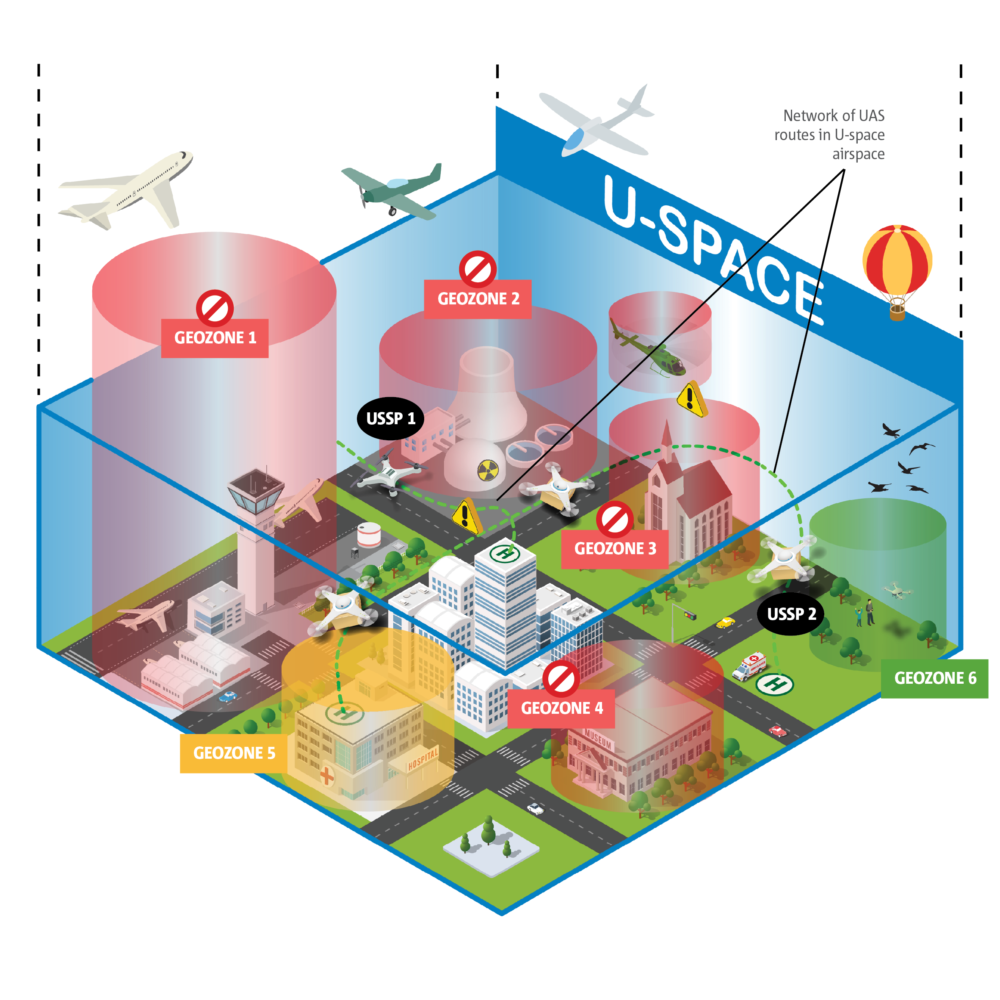 Network of UAS
routes in U-space
airspace
U-SPACE
GEOZONE 2
GEOZONE 1
USSP 1
GEOZONE 3
USSP 2
AMBULANCE
GEOZONE 6
H
H
GEOZONE 4
H
MUSEUM
GEOZONE 5
HOSPITAL